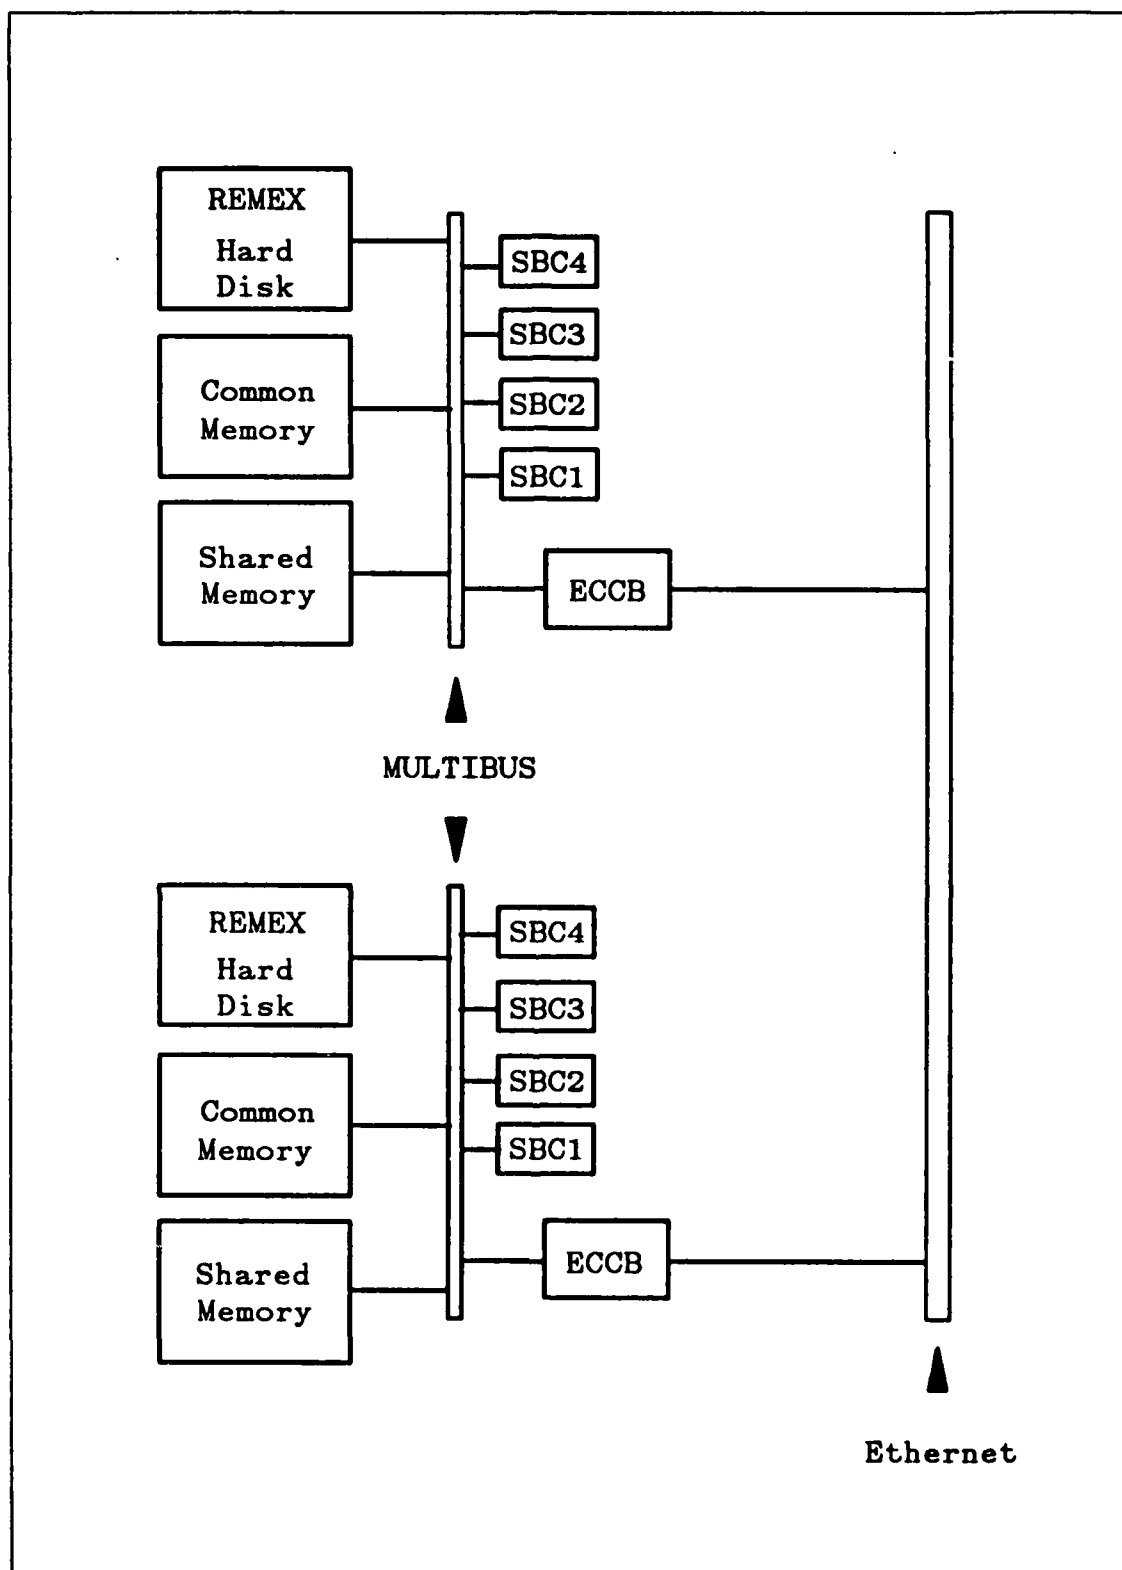 REMEX
Hard
Disk
Common
Memory
Shared
Memory
SBC4
SBC3
SBC2
SBC1
ECCB
MULTIBUS
REMEX
Hard
Disk
Common
Memory
Shared
Memory
SBC4
SBC3
SBC2
SBC1
ECCB
Ethernet